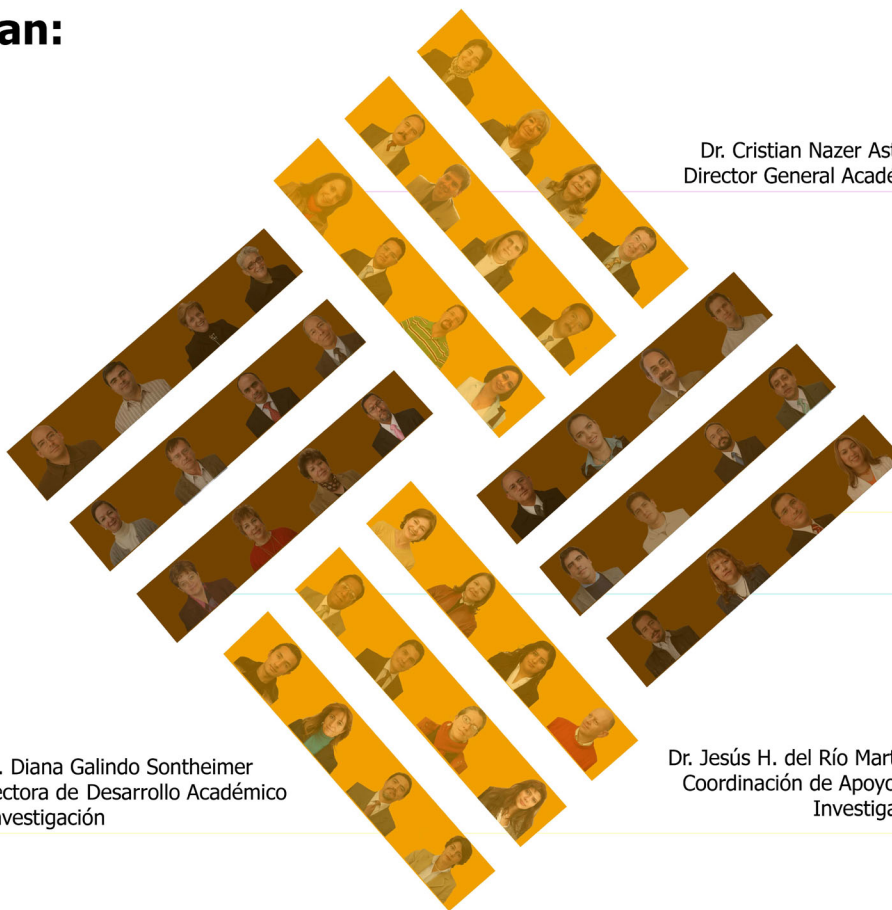 an:
Dr. Cristian Nazer Ast
Director General Acadé
. Diana Galindo Sontheimer
ectora de Desarrollo Académico
nvestigación
Dr. Jesús H. del Río Mart
Coordinación de Apoyo
Investiga